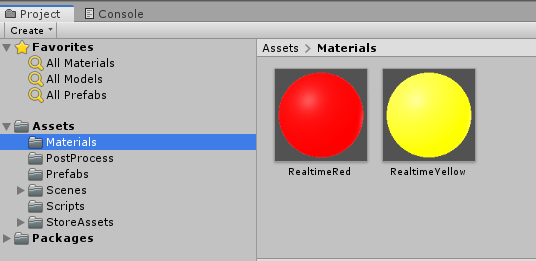 Project
Console
Create
Favorites
All Materials
All Models
All Prefabs
Assets
Materials
PostProcess
Prefabs
Scenes
Scripts
StoreAssets
Packages
Assets > Materials
RealtimeRed
RealtimeYellow